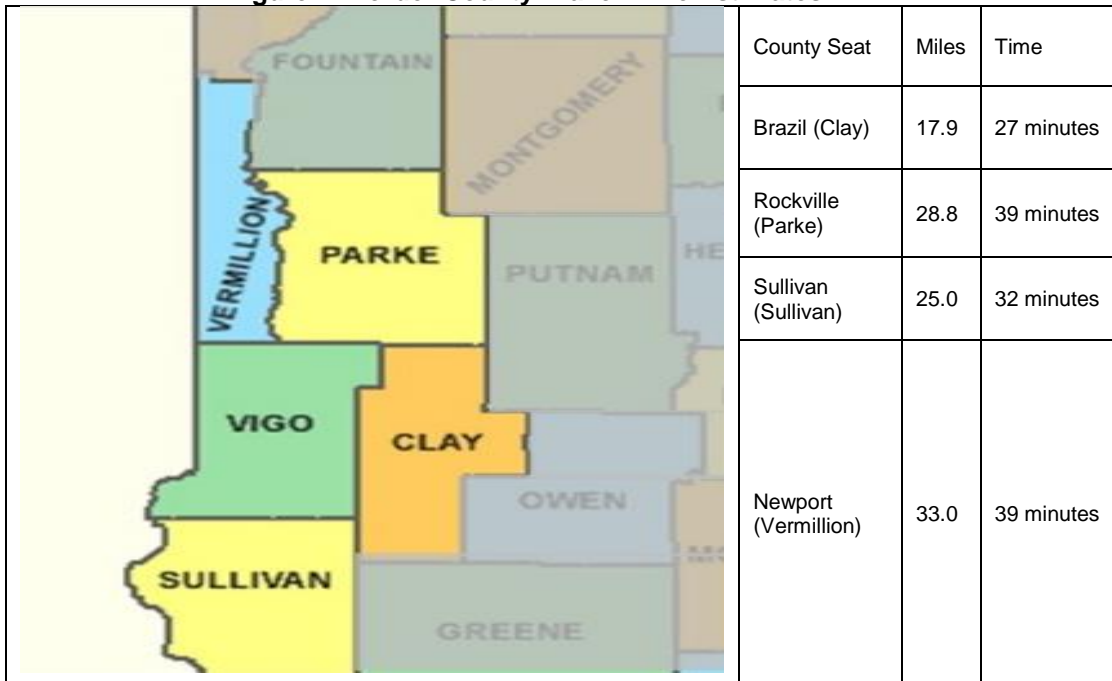 FOUNTAIN
MONTGOMERY
VERMILLION
PARKE
PUTNAM
HE
VIGO
CLAY
OWEN
SULLIVAN
GREENE
County Seat Miles Time
Brazil (Clay) 17.9 27 minutes
Rockville
(Parke) 28.8 39 minutes
Sullivan
(Sullivan) 25.0 32 minutes
Newport
(Vermillion) 33.0 39 minutes